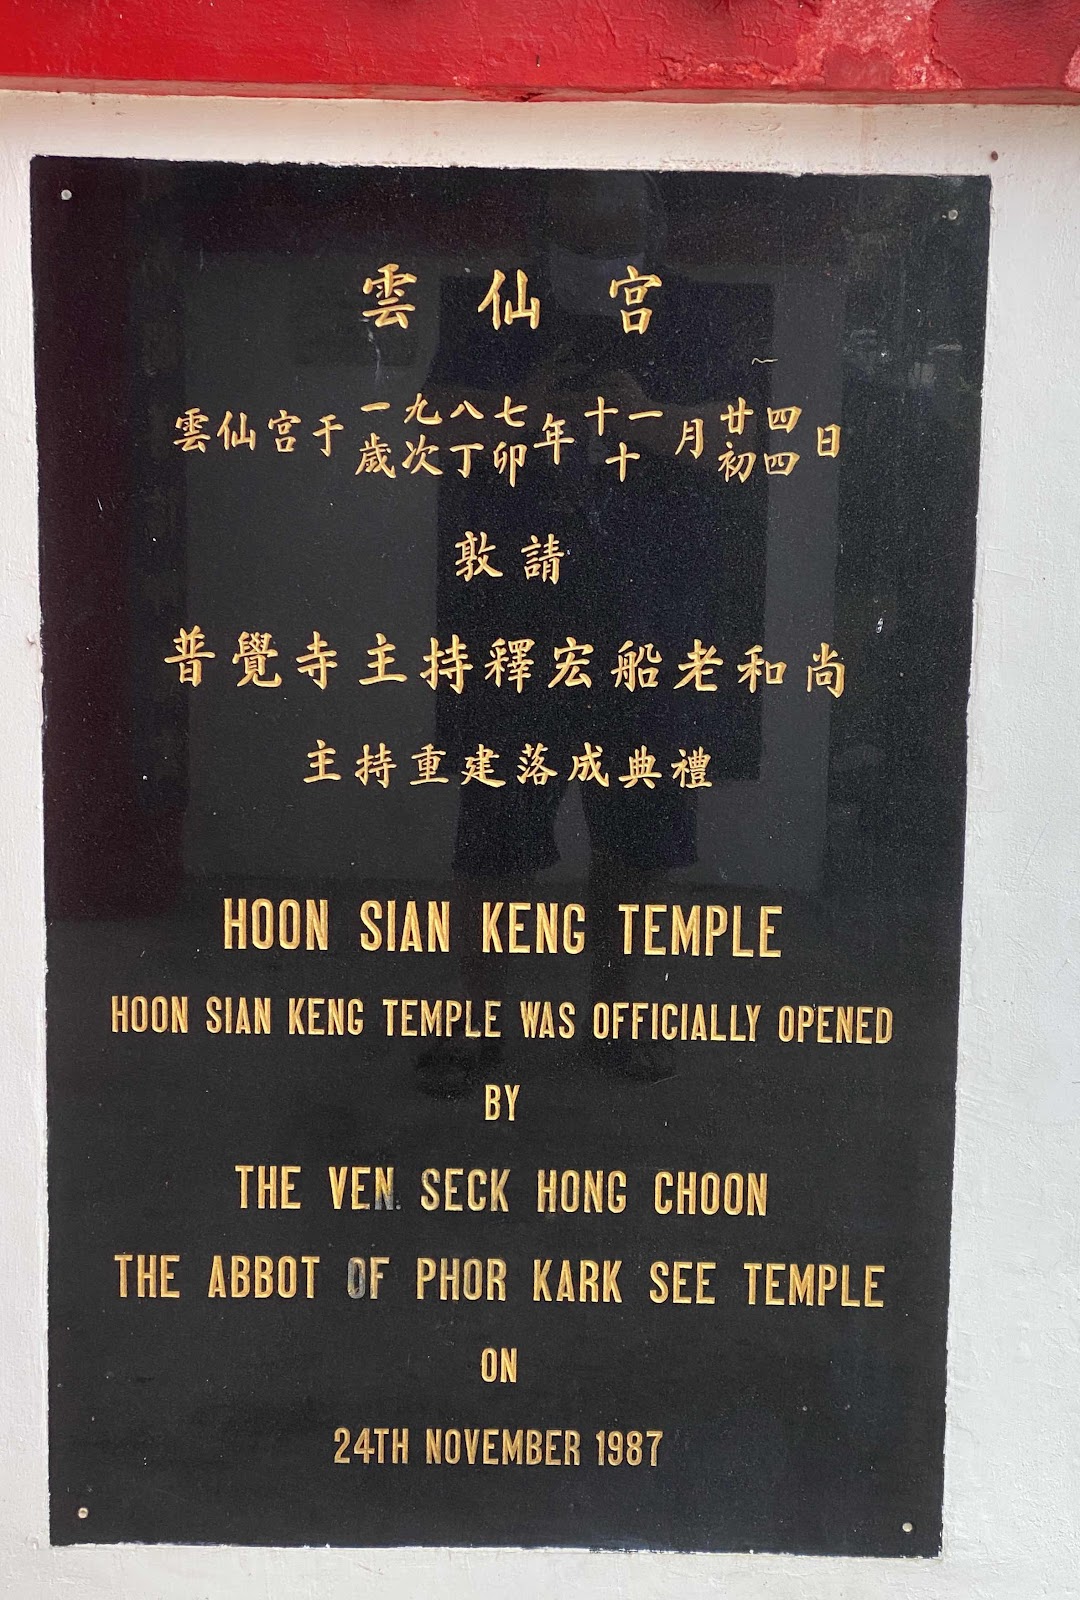 雲仙宮
雲仙宮于一九八七年十一月廿四日
歲次丁卯十初四
敦請
普覺寺主持釋宏船老和尚
主持重建落成典禮
HOON SIAN KENG TEMPLE
HOON SIAN KENG TEMPLE WAS OFFICIALLY OPENED
BY
THE VEN. SECK HONG CHOON
THE ABBOT OF PHOR KARK SEE TEMPLE
ON
24TH NOVEMBER 1987